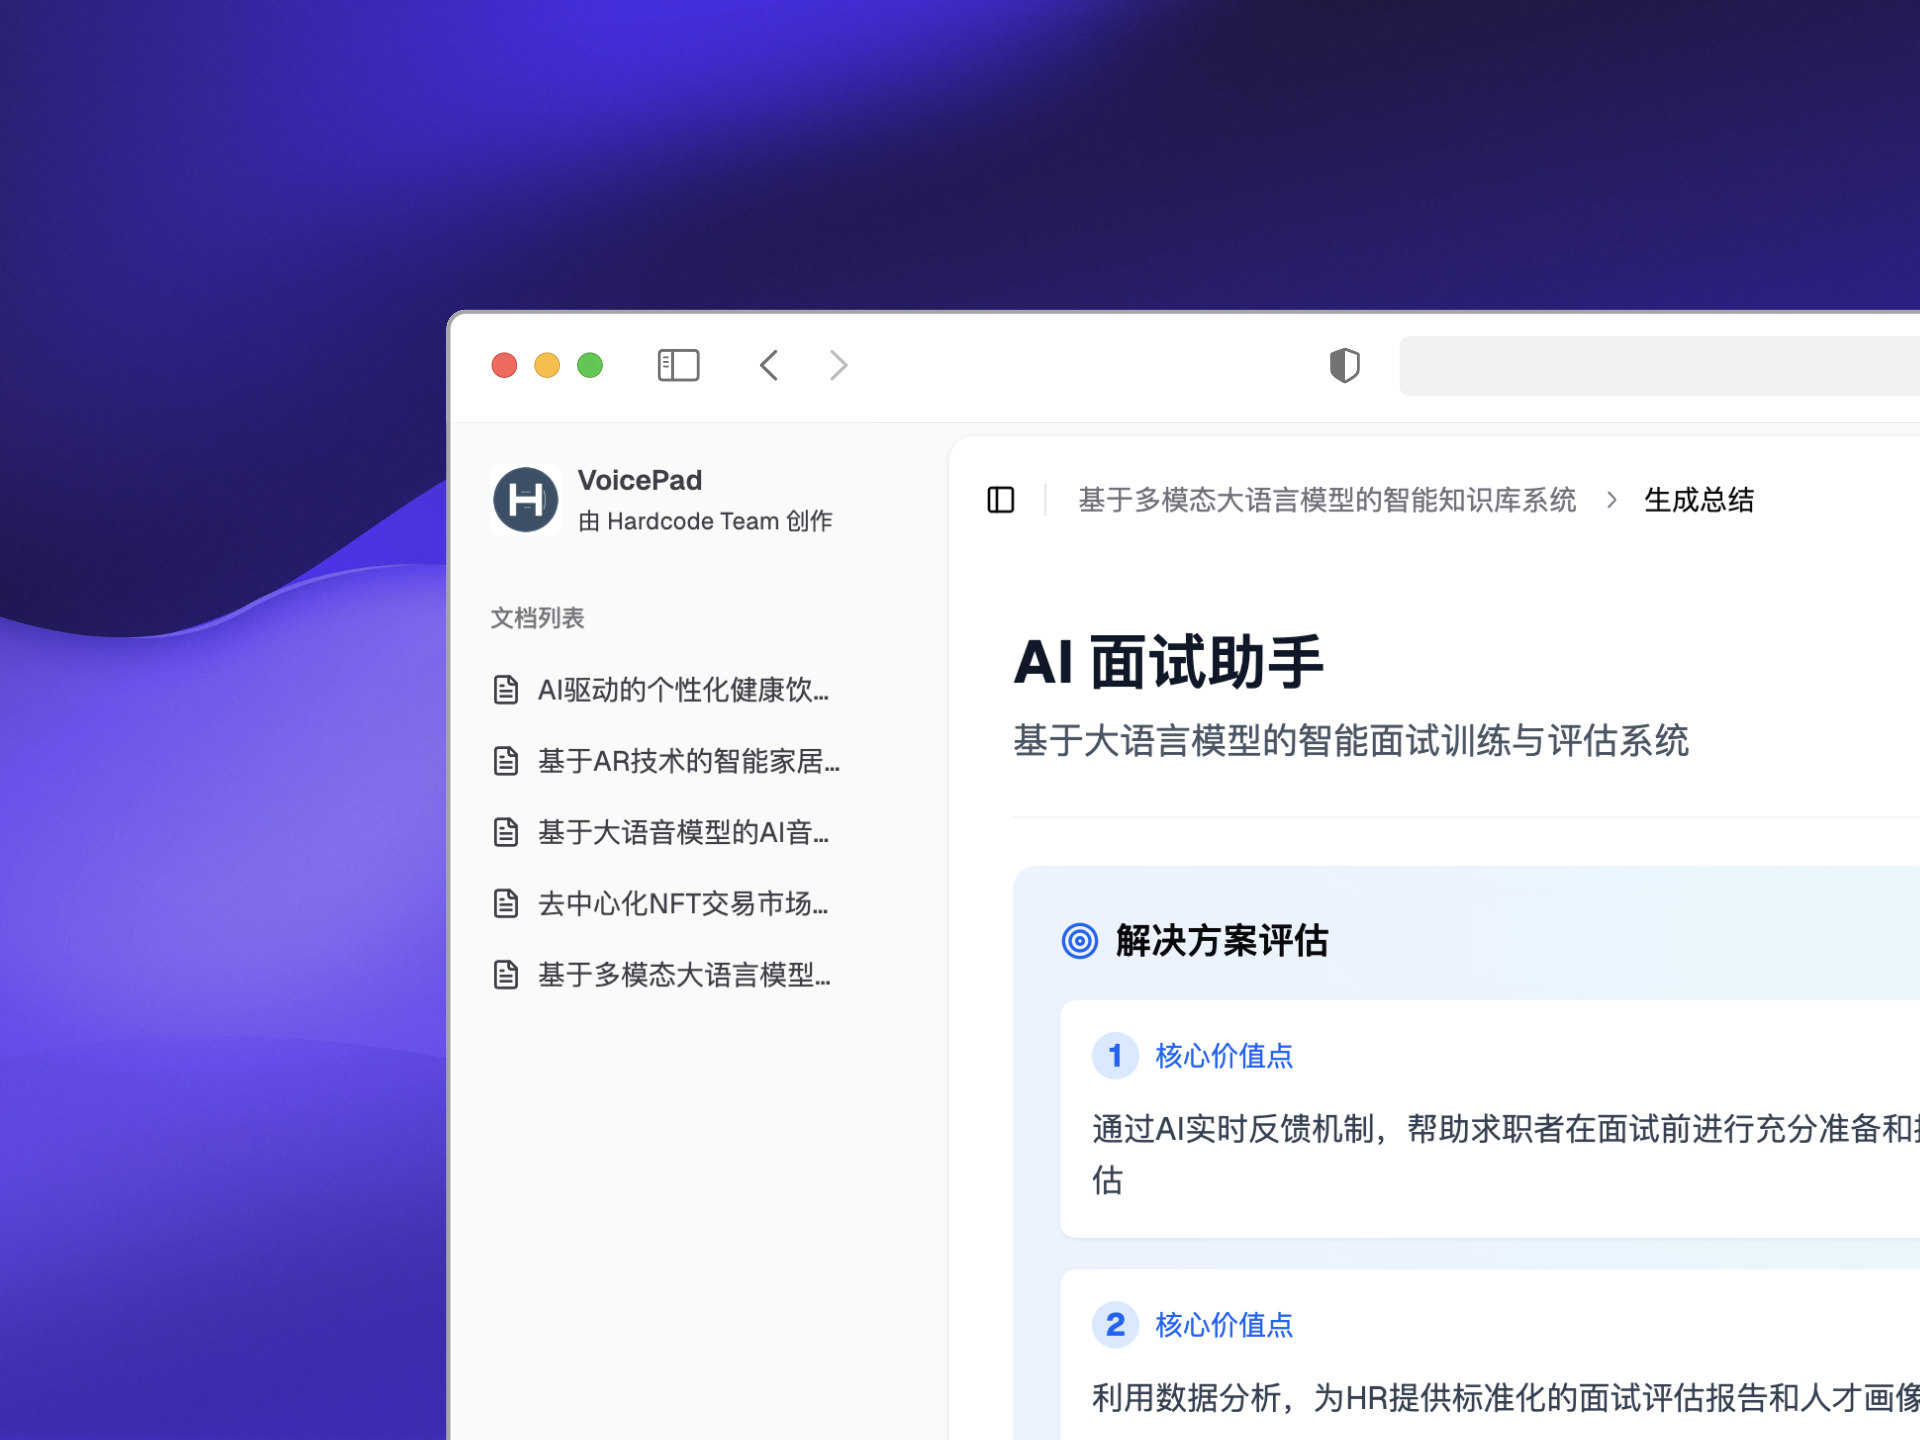 VoicePad
由 Hardcode Team 创作
文档列表
AI驱动的个性化健康饮...
基于AR技术的智能家居...
基于大语音模型的AI音...
去中心化NFT交易市场...
基于多模态大语言模型...
基于多模态大语言模型的智能知识库系统 > 生成总结
AI 面试助手
基于大语言模型的智能面试训练与评估系统
解决方案评估
1 核心价值点
通过AI实时反馈机制，帮助求职者在面试前进行充分准备和
估
2 核心价值点
利用数据分析，为HR提供标准化的面试评估报告和人才画像